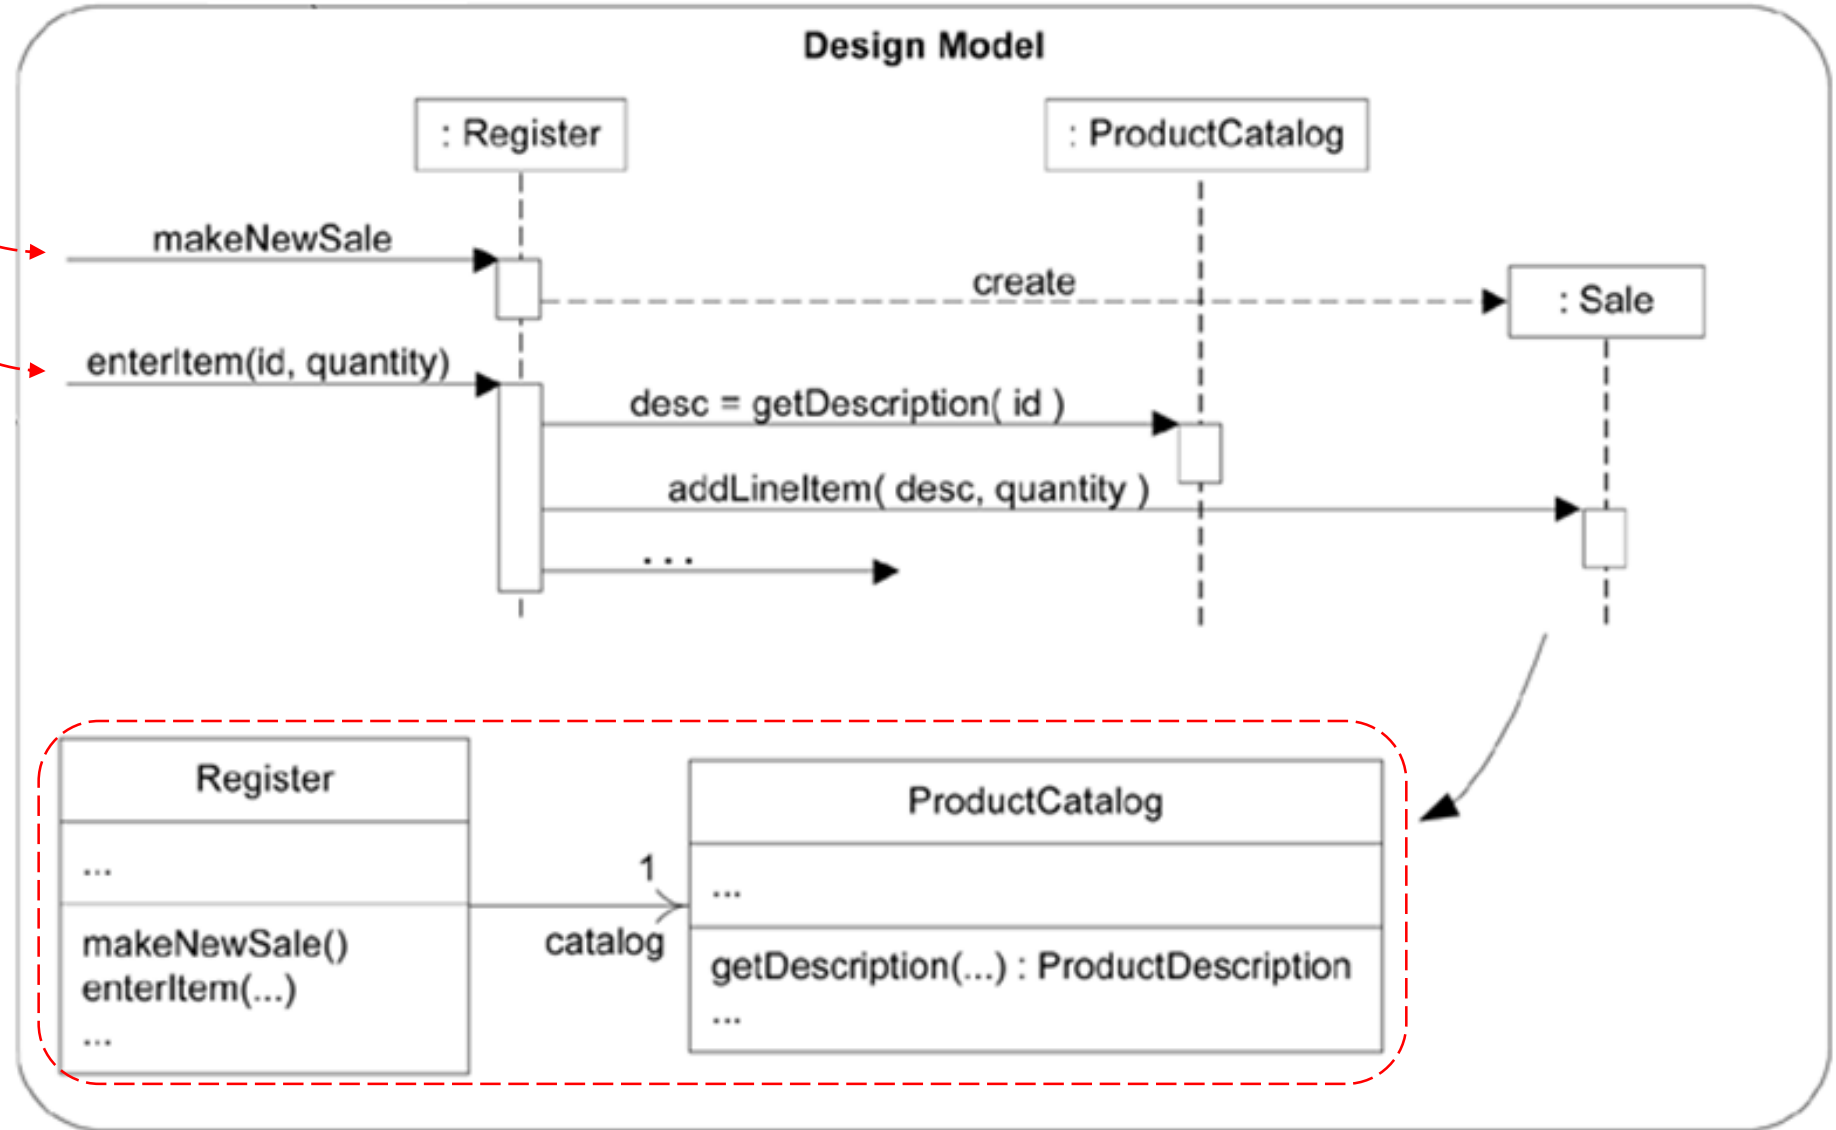 Design Model
: Register
: ProductCatalog
makeNewSale
create
: Sale
enterItem(id, quantity)
desc = getDescription( id )
addLineItem( desc, quantity )
...
Register
...
makeNewSale()
enterItem(...)
...
1
catalog
ProductCatalog
...
getDescription(...) : ProductDescription
...